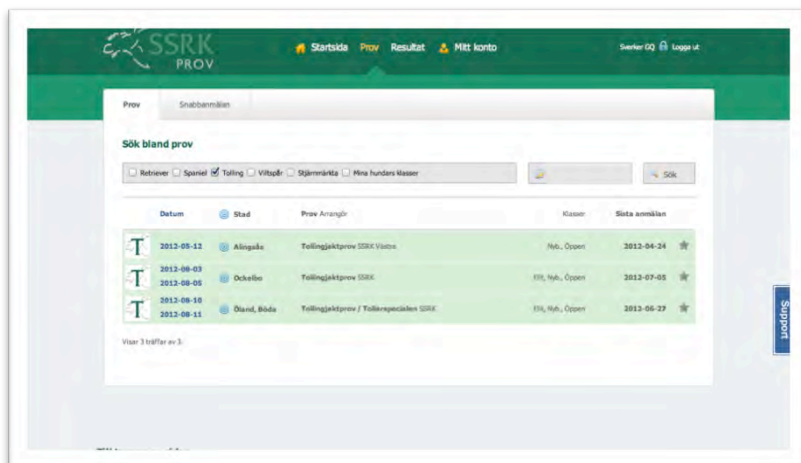 SSRK
PROV
Startsida Prov Resultat Mitt konto
Sverker GQ Logga ut
Prov Snabbanmälan
Sök bland prov
Retriever Spaniel Tolling Viltspår Stjärnmärkta Mina hundars klasser
Sök
Datum Stad Prov Arrangör Klasser Sista anmälan
T 2012-05-12 Alingsås Tollingjaktprov SSRK Västra Nyb., Öppen 2012-04-24
T 2012-08-03 2012-08-05 Ockelbo Tollingjaktprov SSRK Elit, Nyb., Öppen 2012-07-05
T 2012-08-10 2012-08-11 Öland, Böda Tollingjaktprov / Tollarspecialen SSRK Elit, Nyb., Öppen 2012-06-27
Visar 3 träffar av 3.
Support